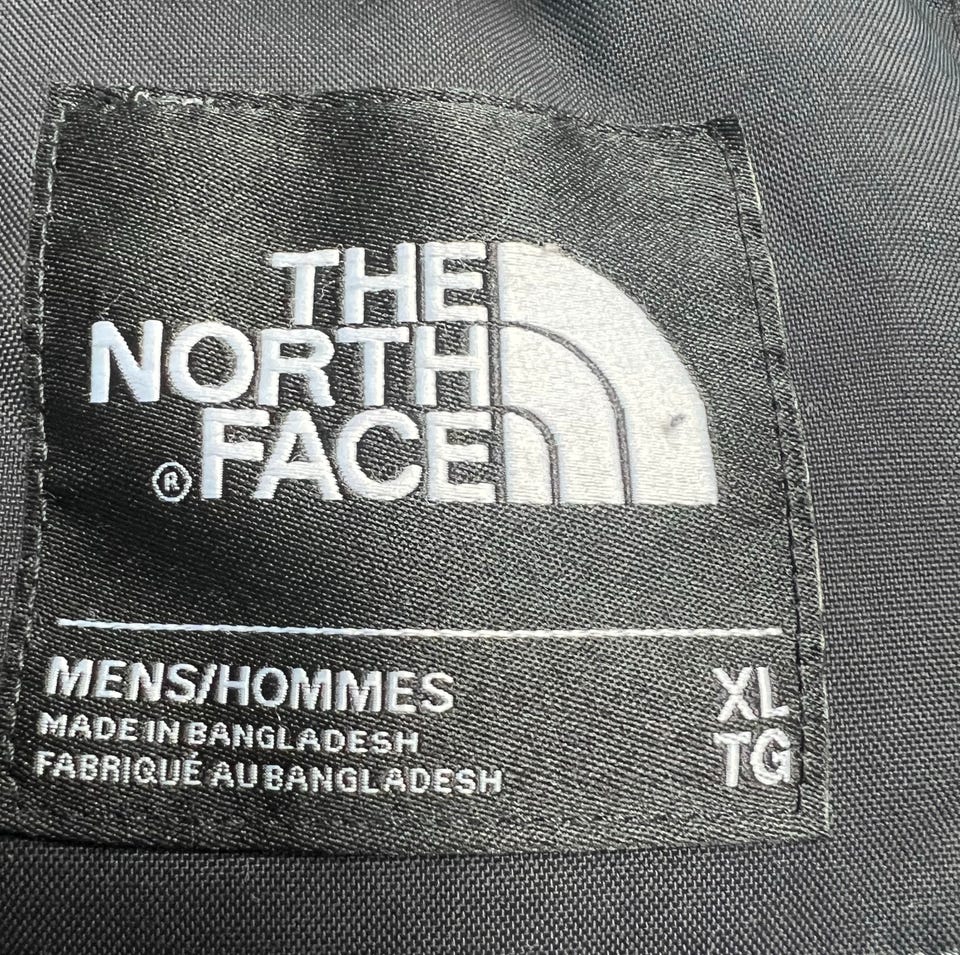 THE
NORTH
® FACE
MENS/HOMMES XL
MADE IN BANGLADESH TG
FABRIQUÉ AU BANGLADESH